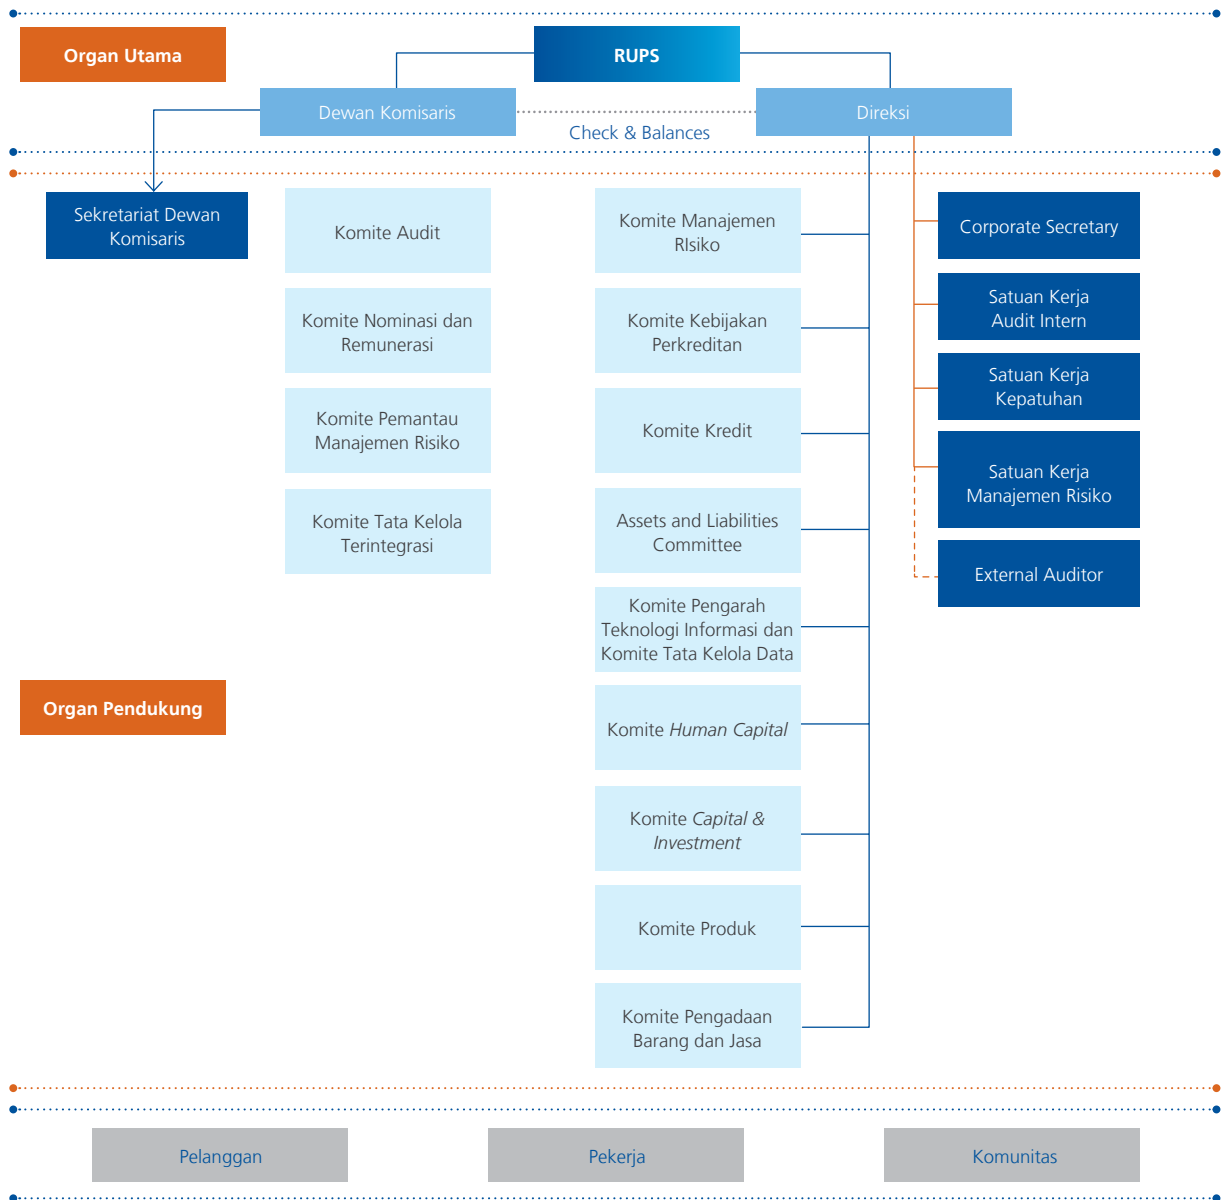 Organ Utama
RUPS
Dewan Komisaris
Direksi
Check & Balances
Sekretariat Dewan
Komisaris
Komite Audit
Komite Nominasi dan
Remunerasi
Komite Pemantau
Manajemen Risiko
Komite Tata Kelola
Terintegrasi
Komite Manajemen
RIsiko
Komite Kebijakan
Perkreditan
Komite Kredit
Assets and Liabilities
Committee
Komite Pengarah
Teknologi Informasi dan
Komite Tata Kelola Data
Komite Human Capital
Komite Capital &
Investment
Komite Produk
Komite Pengadaan
Barang dan Jasa
Corporate Secretary
Satuan Kerja
Audit Intern
Satuan Kerja
Kepatuhan
Satuan Kerja
Manajemen Risiko
External Auditor
Organ Pendukung
Pelanggan
Pekerja
Komunitas